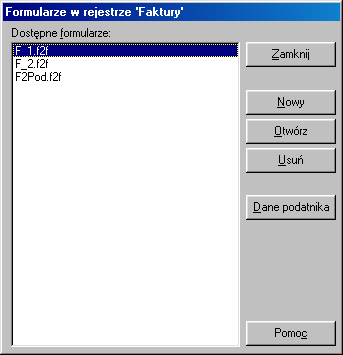 Formularze w rejestrze 'Faktury'
Dostępne formularze:
F_1.f2f
F_2.f2f
F2Pod.f2f
Zamknij
Nowy
Otwórz
Usuń
Dane podatnika
Pomoc